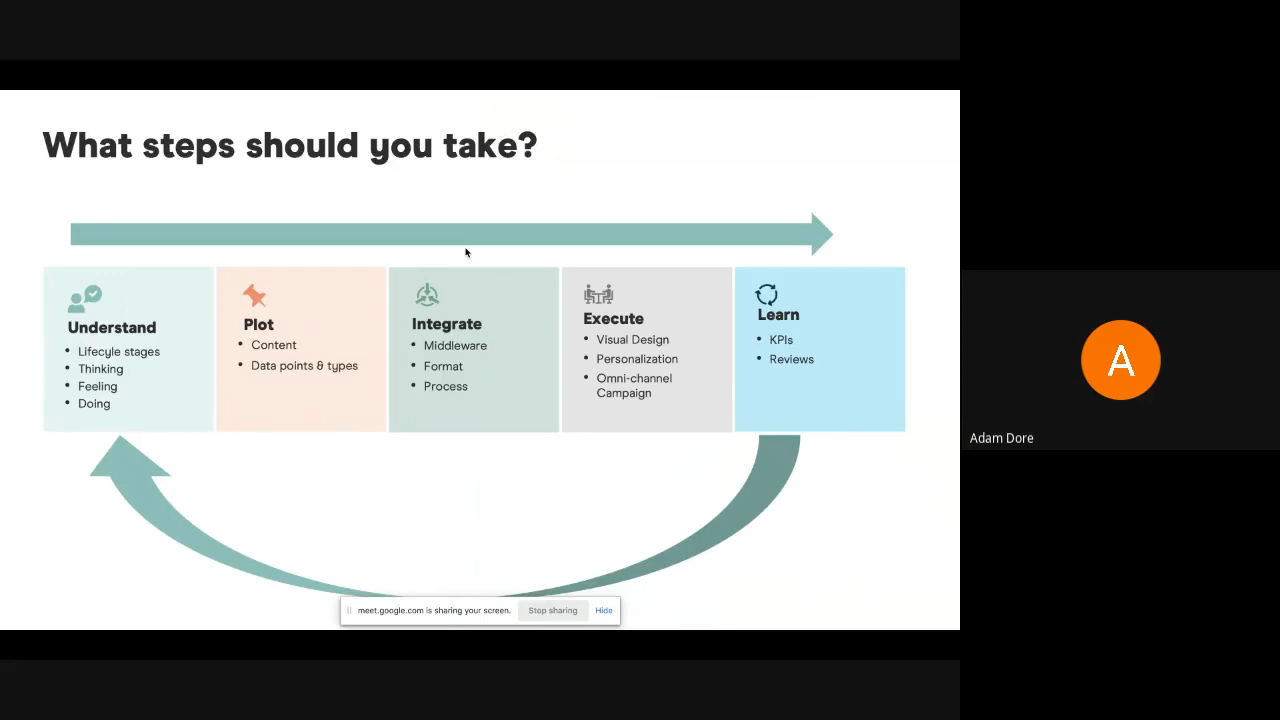 What steps should you take?
Understand
• Lifecyle stages
• Thinking
• Feeling
• Doing
Plot
• Content
• Data points & types
Integrate
• Middleware
• Format
• Process
Execute
• Visual Design
• Personalization
• Omni-channel
Campaign
Learn
• KPIs
• Reviews
meet.google.com is sharing your screen. Stop sharing Hide
A
Adam Dore